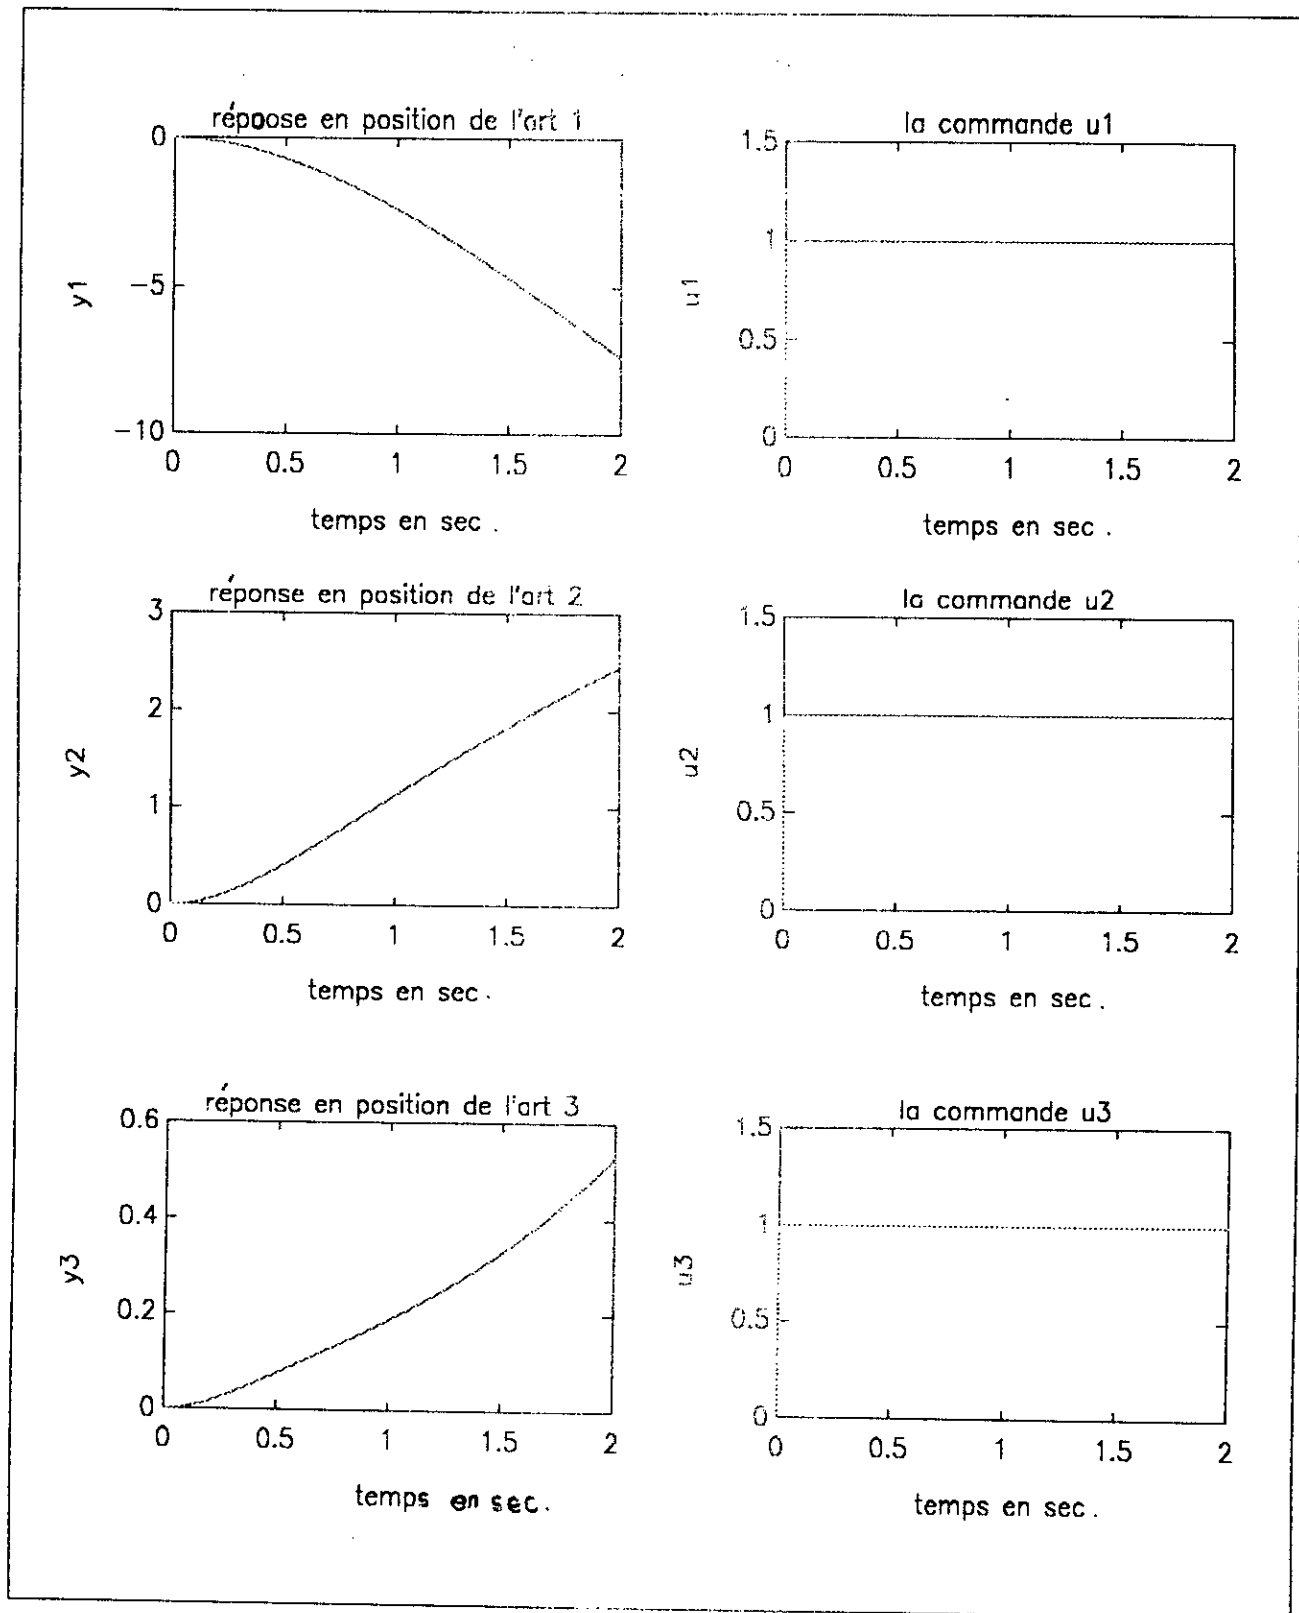 répoose en position de l'art 1
0
−5
−10
y1
0 0.5 1 1.5 2
temps en sec .
la commande u1
1.5
1
0.5
0
u1
0 0.5 1 1.5 2
temps en sec .
réponse en position de l'art 2
3
2
1
0
y2
0 0.5 1 1.5 2
temps en sec .
la commande u2
1.5
1
0.5
0
u2
0 0.5 1 1.5 2
temps en sec .
réponse en position de l'art 3
0.6
0.4
0.2
0
y3
0 0.5 1 1.5 2
temps en sec.
la commande u3
1.5
1
0.5
0
u3
0 0.5 1 1.5 2
temps en sec .